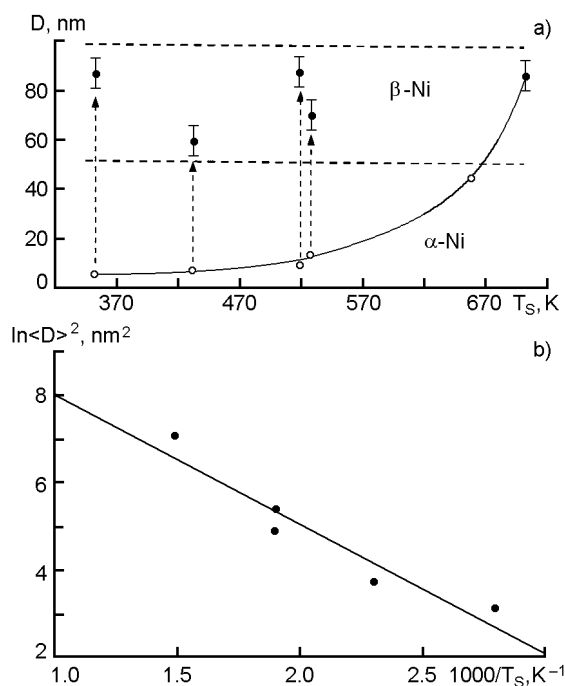 D, nm
a)
80
β-Ni
60
40
α-Ni
20
0
370 470 570 670 T_S, K
ln<D>², nm²
b)
8
6
4
2
1.0 1.5 2.0 2.5 1000/T_S, K⁻¹